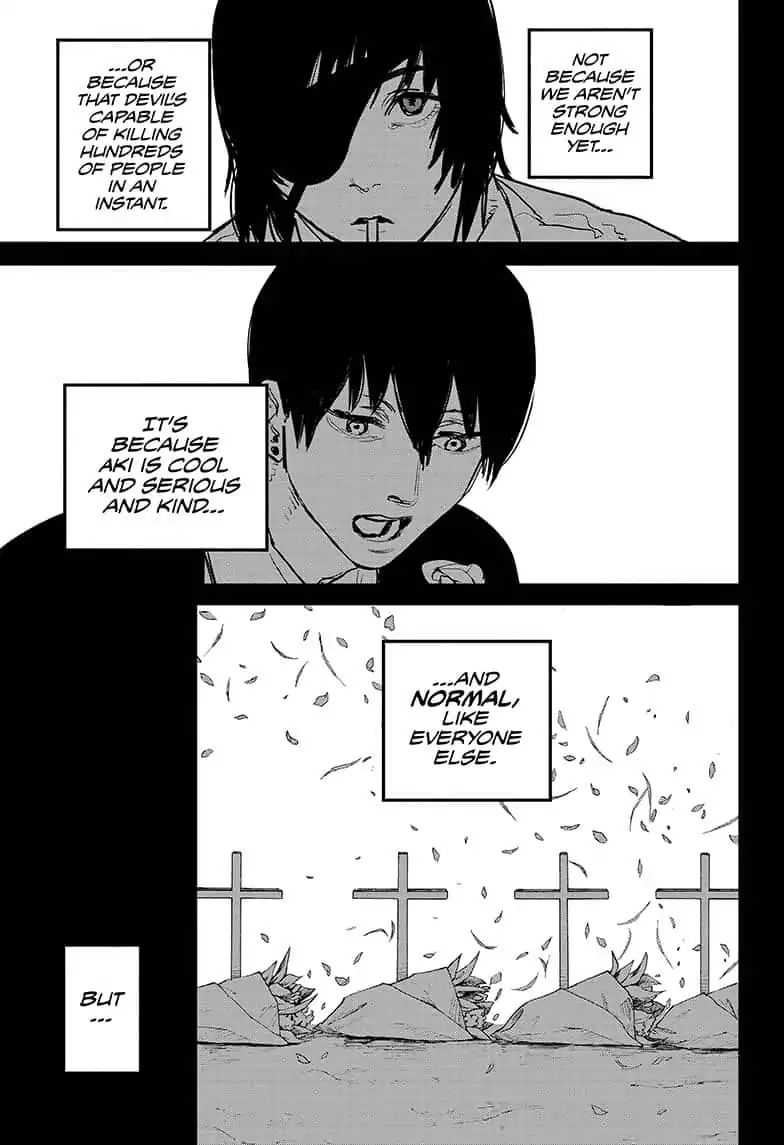 NOT
BECAUSE
WE AREN'T
STRONG
ENOUGH
YET...
...OR
BECAUSE
THAT DEVIL'S
CAPABLE
OF KILLING
HUNDREDS
OF PEOPLE
IN AN
INSTANT.
IT'S
BECAUSE
AKI IS COOL
AND SERIOUS
AND KIND...
...AND
NORMAL,
LIKE
EVERYONE
ELSE.
BUT
...